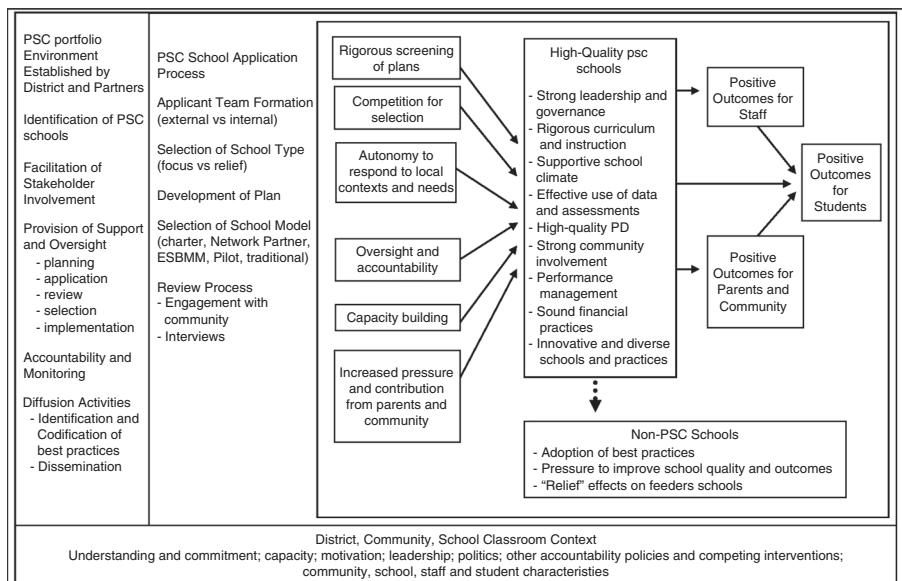 PSC portfolio
Environment
Established by
District and Partners
Identification of PSC
schools
Facilitation of
Stakeholder
Involvement
Provision of Support
and Oversight
- planning
- application
- review
- selection
- implementation
Accountability and
Monitoring
Diffusion Activities
- Identification and
Codification of
best practices
- Dissemination
PSC School Application
Process
Applicant Team Formation
(external vs internal)
Selection of School Type
(focus vs relief)
Development of Plan
Selection of School Model
(charter, Network Partner,
ESBMM, Pilot, traditional)
Review Process
- Engagement with
community
- Interviews
Rigorous screening
of plans
Competition for
selection
Autonomy to
respond to local
contexts and needs
Oversight and
accountability
Capacity building
Increased pressure
and contribution
from parents and
community
High-Quality psc
schools
- Strong leadership and
governance
- Rigorous curriculum
and instruction
- Supportive school
climate
- Effective use of data
and assessments
- High-quality PD
- Strong community
involvement
- Performance
management
- Sound financial
practices
- Innovative and diverse
schools and practices
Positive
Outcomes for
Staff
Positive
Outcomes for
Parents and
Community
Positive
Outcomes
for
Students
Non-PSC Schools
- Adoption of best practices
- Pressure to improve school quality and outcomes
- “Relief” effects on feeders schools
District, Community, School Classroom Context
Understanding and commitment; capacity; motivation; leadership; politics; other accountability policies and competing interventions;
community, school, staff and student characteristics